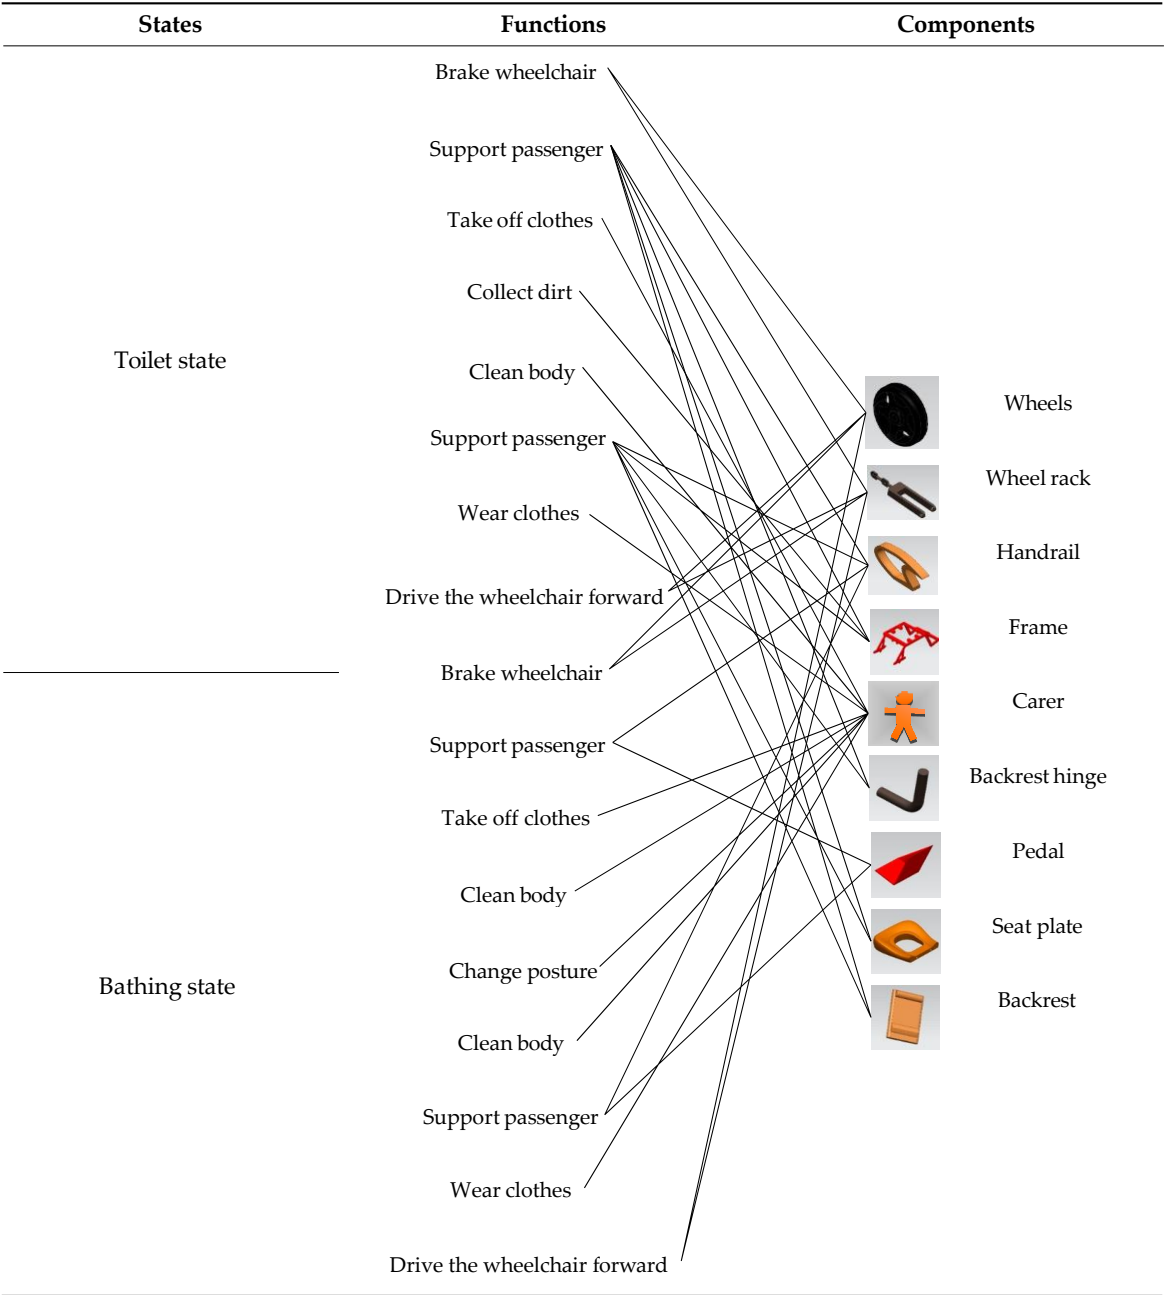 States Functions Components
Brake wheelchair
Support passenger
Take off clothes
Collect dirt
Toilet state
Clean body
Wheels
Support passenger
Wheel rack
Wear clothes
Handrail
Drive the wheelchair forward
Frame
Brake wheelchair
Carer
Support passenger
Backrest hinge
Take off clothes
Pedal
Clean body
Seat plate
Change posture
Bathing state
Backrest
Clean body
Support passenger
Wear clothes
Drive the wheelchair forward